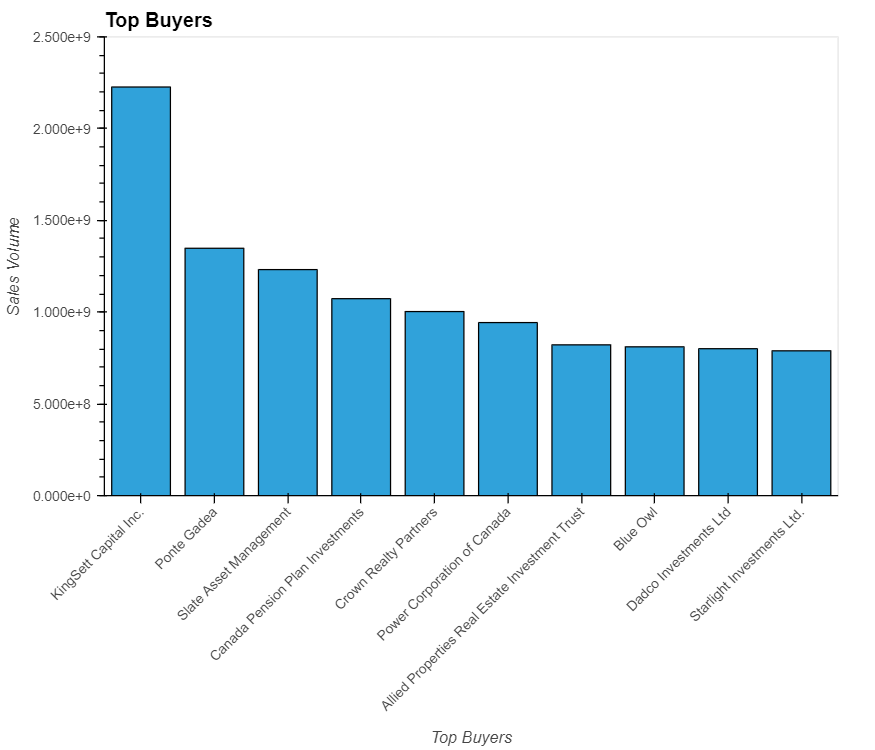 Top Buyers
2.500e+9
2.000e+9
1.500e+9
1.000e+9
5.000e+8
0.000e+0
Sales Volume
KingSett Capital Inc.
Ponte Gadea
Slate Asset Management
Canada Pension Plan Investments
Crown Realty Partners
Power Corporation of Canada
Allied Properties Real Estate Investment Trust
Blue Owl
Dadco Investments Ltd
Starlight Investments Ltd.
Top Buyers